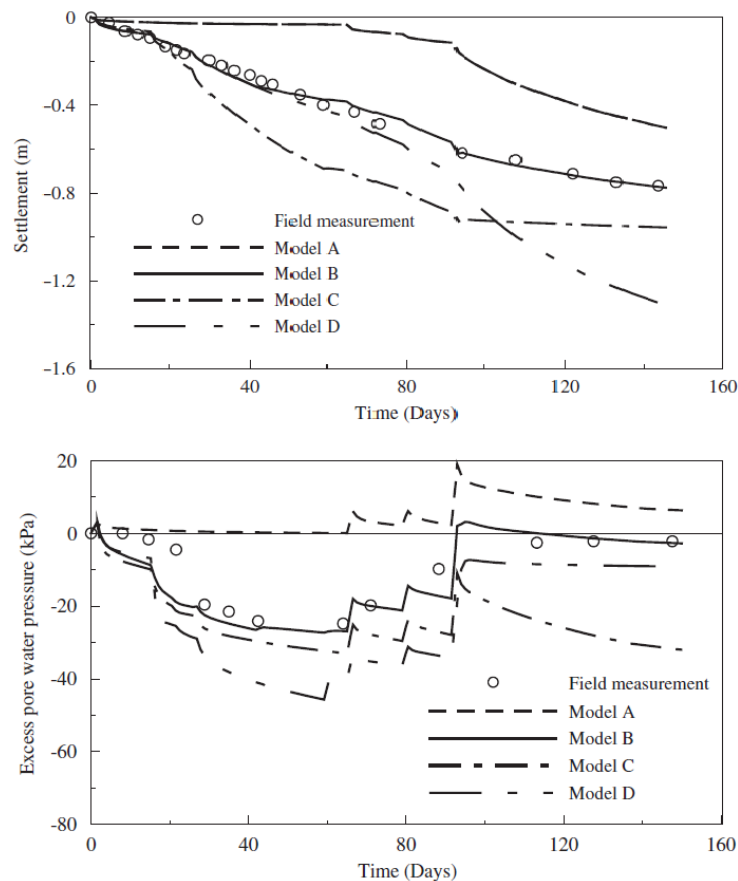 0
-0.4
-0.8
-1.2
-1.6
Settlement (m)
Field measurement
Model A
Model B
Model C
Model D
0 40 80 120 160
Time (Days)
20
0
-20
-40
-60
-80
Excess pore water pressure (kPa)
Field measurement
Model A
Model B
Model C
Model D
0 40 80 120 160
Time (Days)